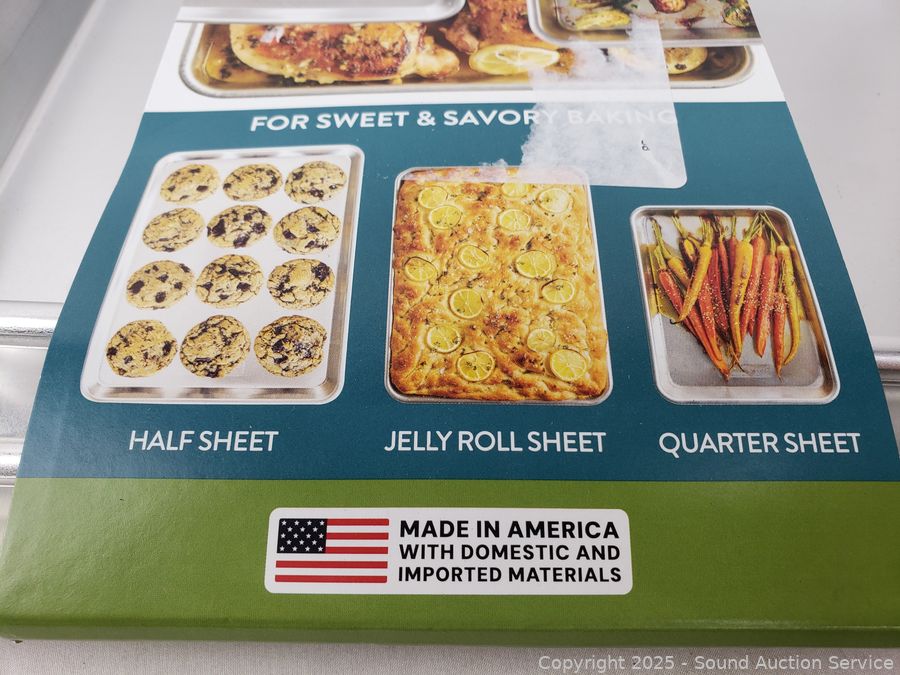 FOR SWEET & SAVORY BAKING
HALF SHEET
JELLY ROLL SHEET
QUARTER SHEET
MADE IN AMERICA
WITH DOMESTIC AND
IMPORTED MATERIALS
Copyright 2025 - Sound Auction Service